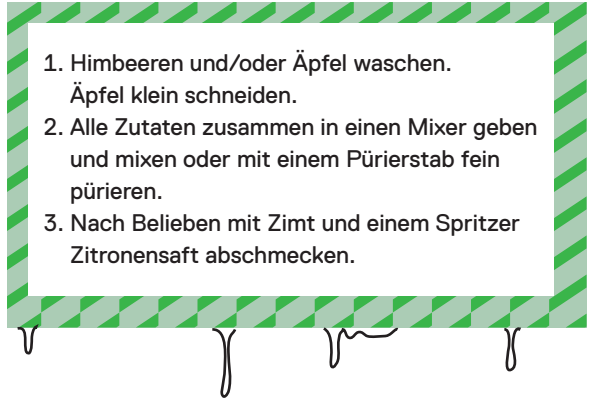 1. Himbeeren und/oder Äpfel waschen.
Äpfel klein schneiden.
2. Alle Zutaten zusammen in einen Mixer geben
und mixen oder mit einem Pürierstab fein
pürieren.
3. Nach Belieben mit Zimt und einem Spritzer
Zitronensaft abschmecken.